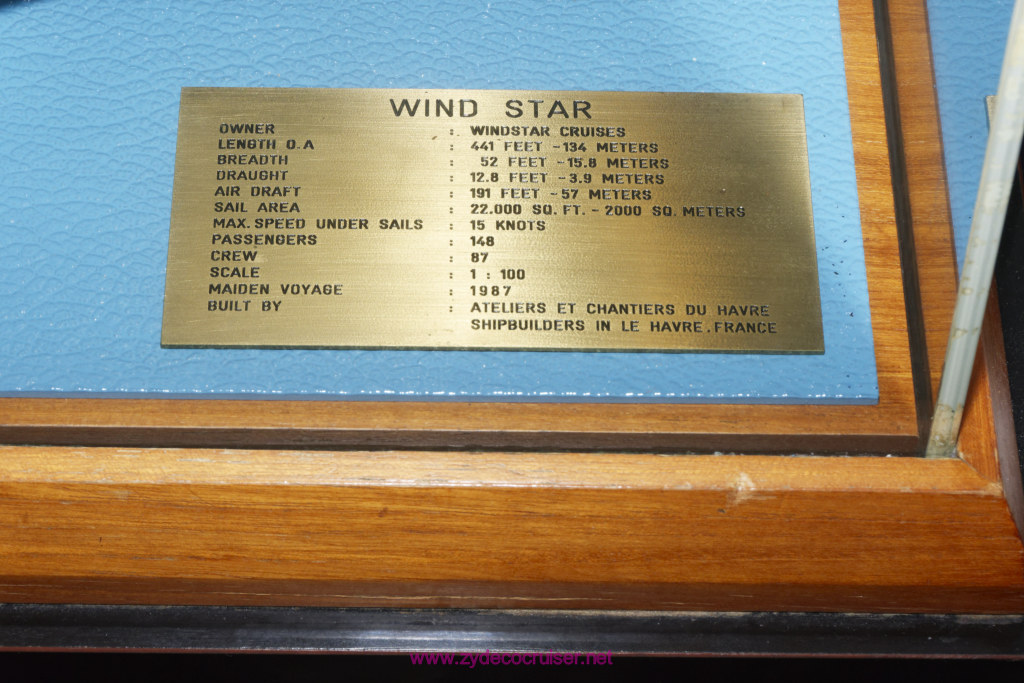 WIND STAR
OWNER : WINDSTAR CRUISES
LENGTH O.A : 441 FEET - 134 METERS
BREADTH : 52 FEET - 15.8 METERS
DRAUGHT : 12.8 FEET - 3.9 METERS
AIR DRAFT : 191 FEET - 57 METERS
SAIL AREA : 22.000 SQ. FT. - 2000 SQ. METERS
MAX. SPEED UNDER SAILS : 15 KNOTS
PASSENGERS : 148
CREW : 87
SCALE : 1 : 100
MAIDEN VOYAGE : 1987
BUILT BY : ATELIERS ET CHANTIERS DU HAVRE
SHIPBUILDERS IN LE HAVRE . FRANCE
www.zydecocruiser.net